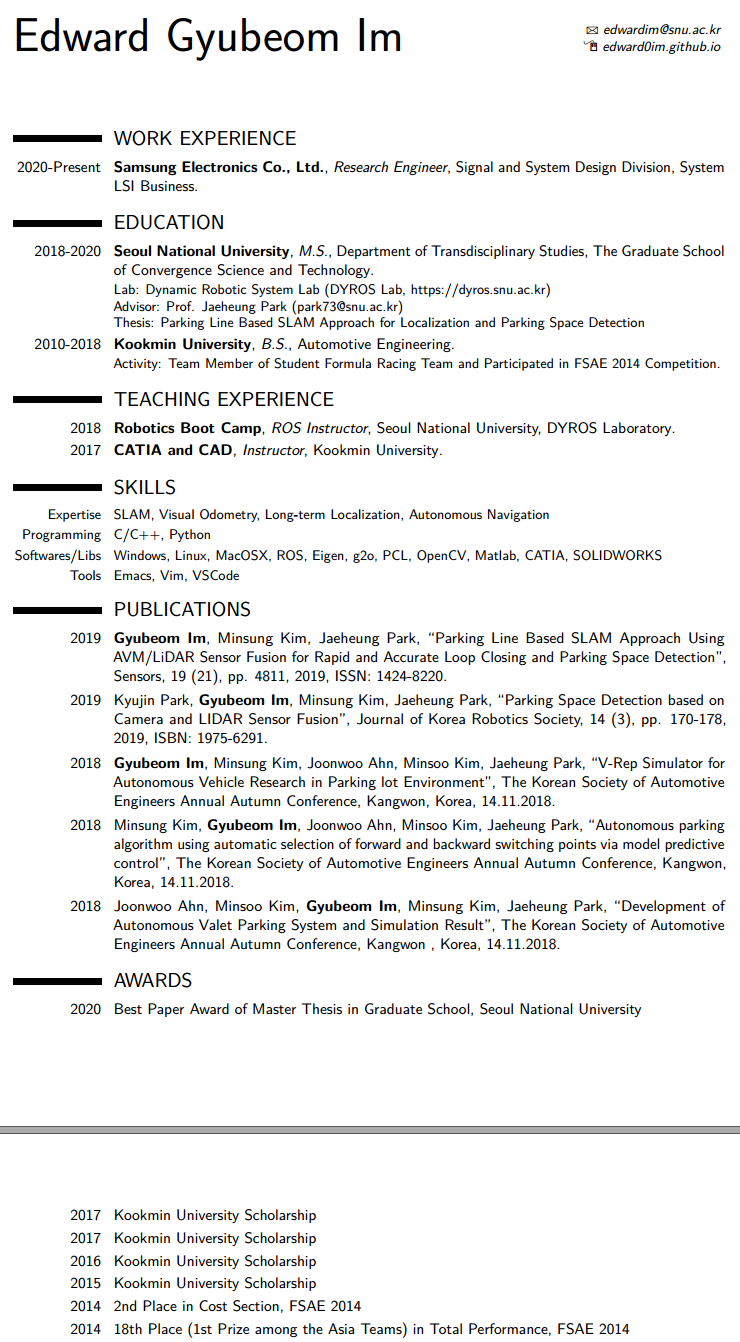 Edward Gyubeom Im
edwardim@snu.ac.kr
edward0im.github.io
WORK EXPERIENCE
2020-Present Samsung Electronics Co., Ltd., Research Engineer, Signal and System Design Division, System
LSI Business.
EDUCATION
2018-2020 Seoul National University, M.S., Department of Transdisciplinary Studies, The Graduate School
of Convergence Science and Technology.
Lab: Dynamic Robotic System Lab (DYROS Lab, https://dyros.snu.ac.kr)
Advisor: Prof. Jaeheung Park (park73@snu.ac.kr)
Thesis: Parking Line Based SLAM Approach for Localization and Parking Space Detection
2010-2018 Kookmin University, B.S., Automotive Engineering.
Activity: Team Member of Student Formula Racing Team and Participated in FSAE 2014 Competition.
TEACHING EXPERIENCE
2018 Robotics Boot Camp, ROS Instructor, Seoul National University, DYROS Laboratory.
2017 CATIA and CAD, Instructor, Kookmin University.
SKILLS
Expertise SLAM, Visual Odometry, Long-term Localization, Autonomous Navigation
Programming C/C++, Python
Softwares/Libs Windows, Linux, MacOSX, ROS, Eigen, g2o, PCL, OpenCV, Matlab, CATIA, SOLIDWORKS
Tools Emacs, Vim, VSCode
PUBLICATIONS
2019 Gyubeom Im, Minsung Kim, Jaeheung Park, “Parking Line Based SLAM Approach Using
AVM/LiDAR Sensor Fusion for Rapid and Accurate Loop Closing and Parking Space Detection”,
Sensors, 19 (21), pp. 4811, 2019, ISSN: 1424-8220.
2019 Kyujin Park, Gyubeom Im, Minsung Kim, Jaeheung Park, “Parking Space Detection based on
Camera and LIDAR Sensor Fusion”, Journal of Korea Robotics Society, 14 (3), pp. 170-178,
2019, ISBN: 1975-6291.
2018 Gyubeom Im, Minsung Kim, Joonwoo Ahn, Minsoo Kim, Jaeheung Park, “V-Rep Simulator for
Autonomous Vehicle Research in Parking lot Environment”, The Korean Society of Automotive
Engineers Annual Autumn Conference, Kangwon, Korea, 14.11.2018.
2018 Minsung Kim, Gyubeom Im, Joonwoo Ahn, Minsoo Kim, Jaeheung Park, “Autonomous parking
algorithm using automatic selection of forward and backward switching points via model predictive
control”, The Korean Society of Automotive Engineers Annual Autumn Conference, Kangwon,
Korea, 14.11.2018.
2018 Joonwoo Ahn, Minsoo Kim, Gyubeom Im, Minsung Kim, Jaeheung Park, “Development of
Autonomous Valet Parking System and Simulation Result”, The Korean Society of Automotive
Engineers Annual Autumn Conference, Kangwon , Korea, 14.11.2018.
AWARDS
2020 Best Paper Award of Master Thesis in Graduate School, Seoul National University
2017 Kookmin University Scholarship
2017 Kookmin University Scholarship
2016 Kookmin University Scholarship
2015 Kookmin University Scholarship
2014 2nd Place in Cost Section, FSAE 2014
2014 18th Place (1st Prize among the Asia Teams) in Total Performance, FSAE 2014